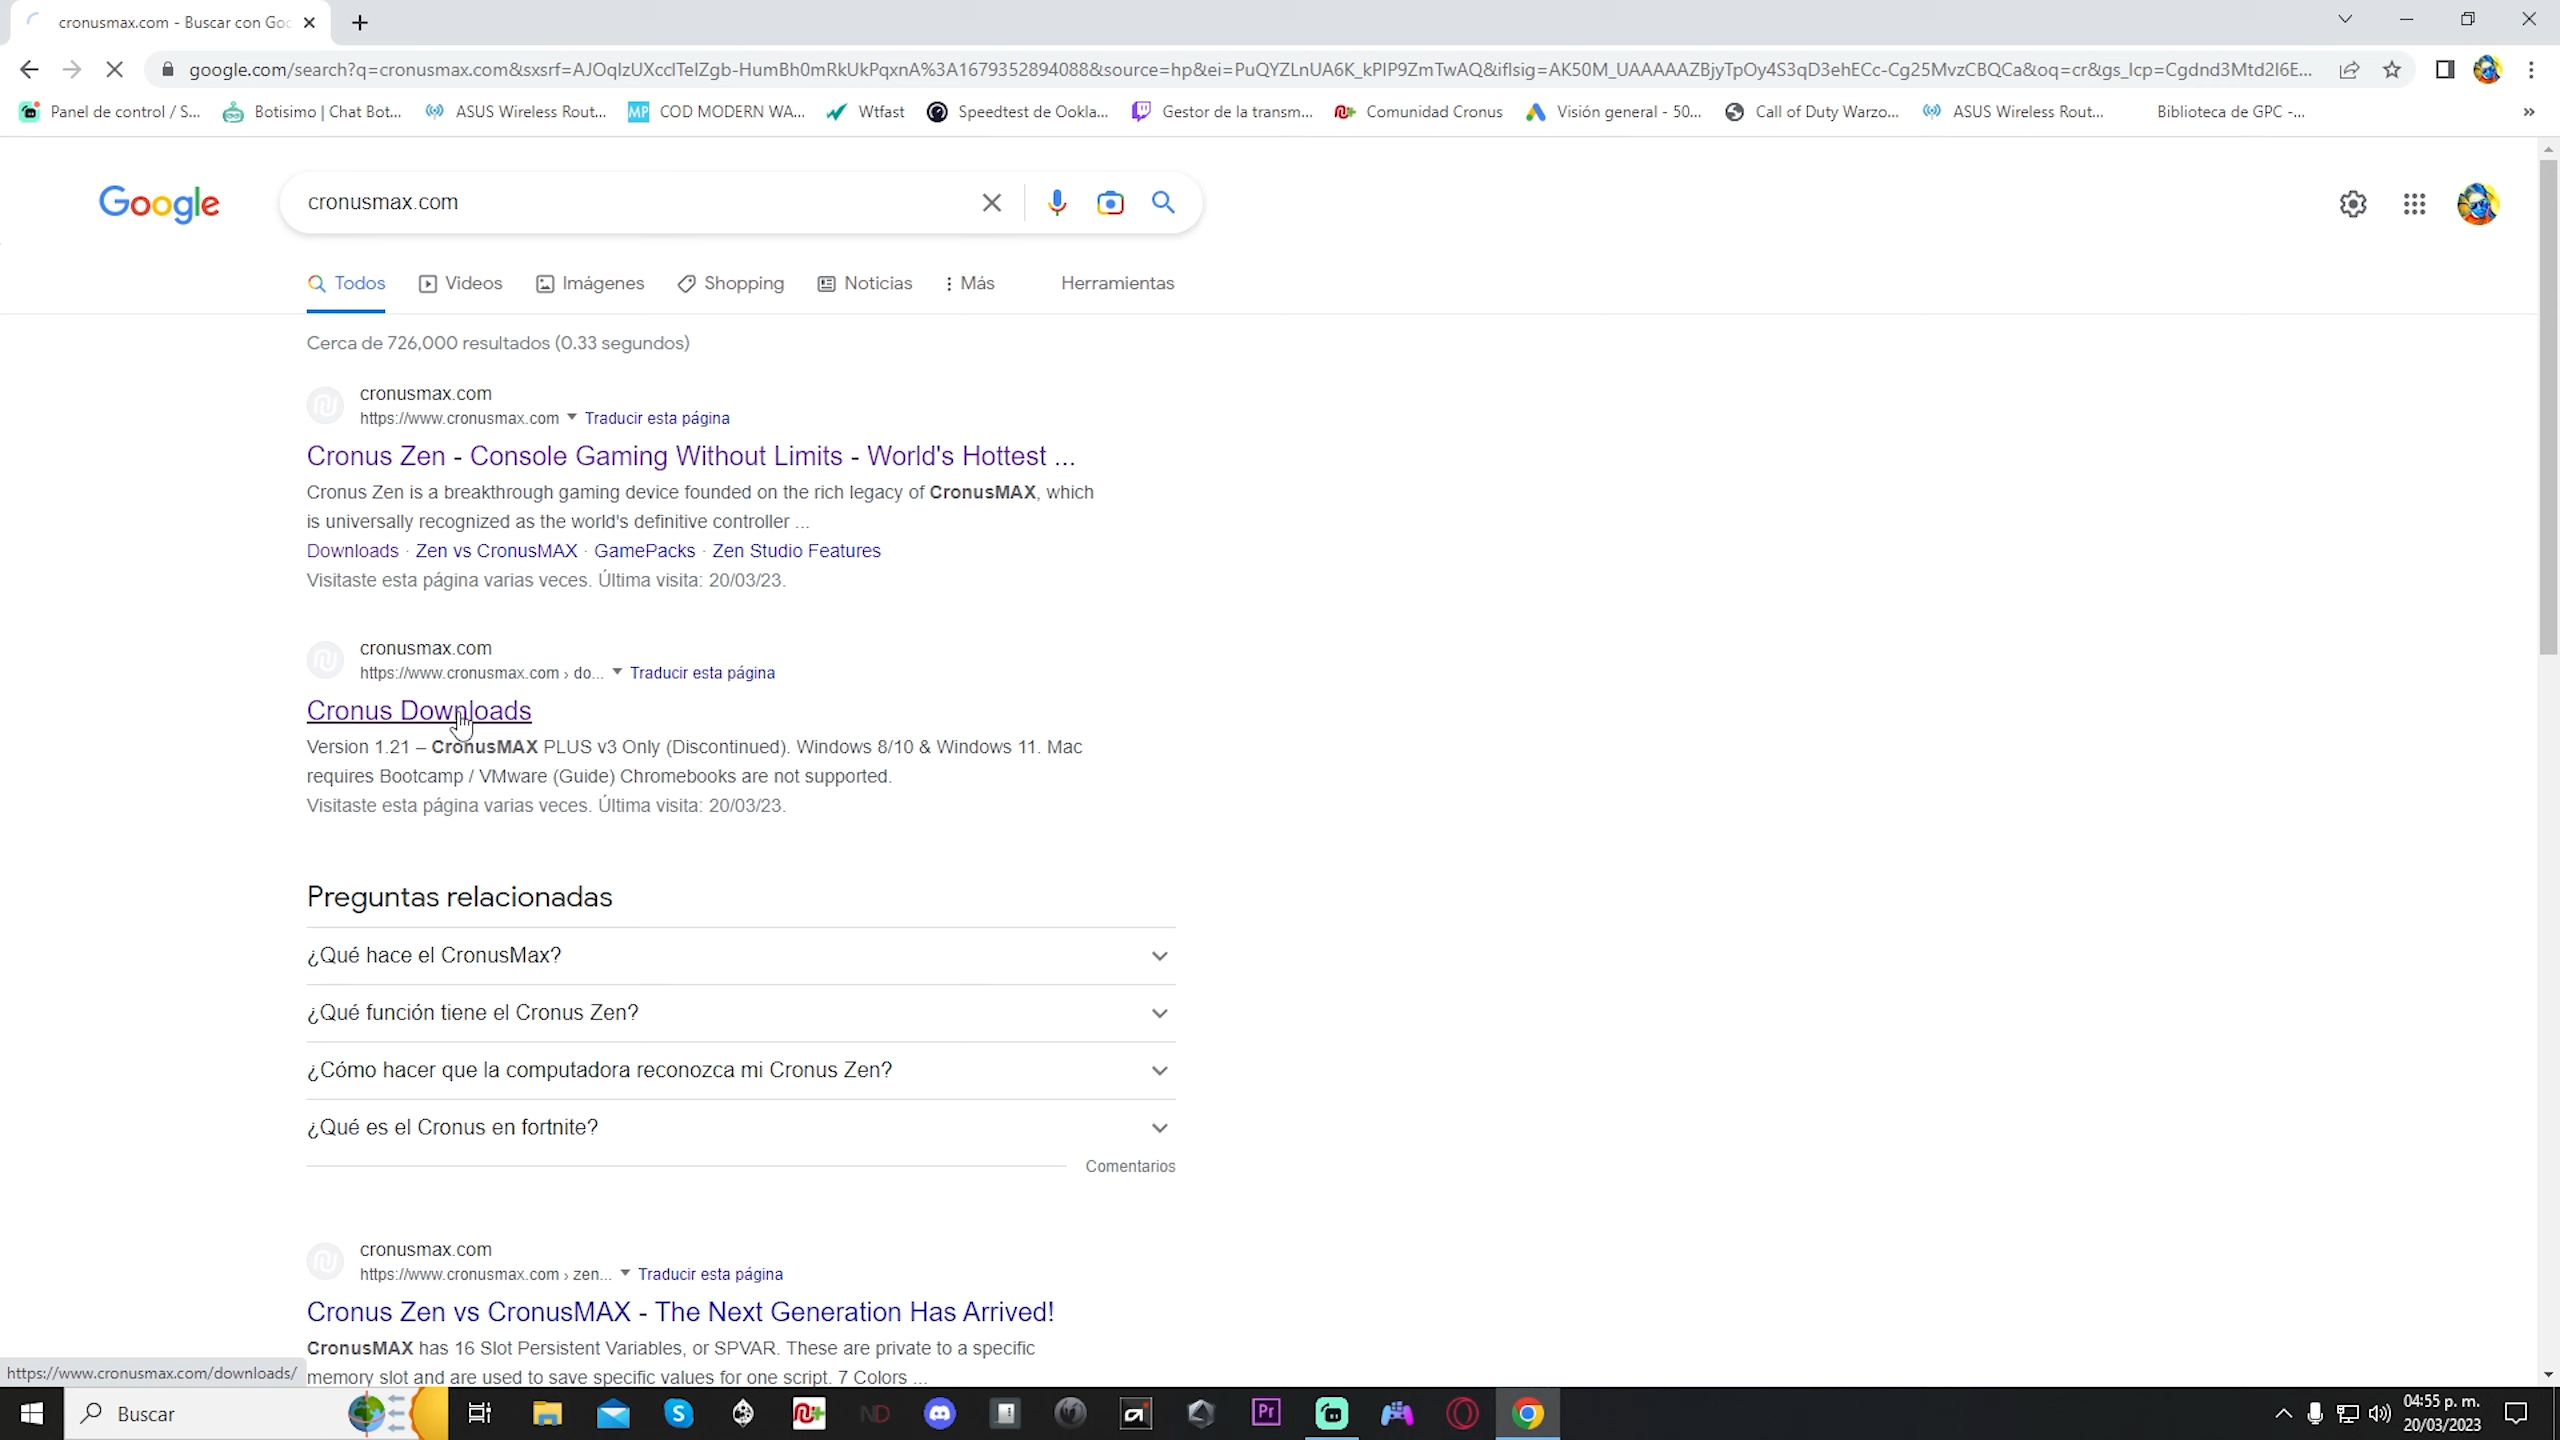 cronusmax.com - Buscar con Goo
google.com/search?q=cronusmax.com&sxsrf=AJOqlzUXcclTelZgb-HumBh0mRkUkPqxnA%3A1679352894088&source=hp&ei=PuQYZLnUA6K_kPIP9ZmTwAQ&iflsig=AK50M_UAAAAAZBjyTpOy4S3qD3ehECc-Cg25MvzCBQCa&oq=cr&gs_lcp=Cgdnd3Mtd2l6E...
Panel de control / S...
Botisimo | Chat Bot...
ASUS Wireless Rout...
MP COD MODERN WA...
Wtfast
Speedtest de Ookla...
Gestor de la transm...
Comunidad Cronus
Visión general - 50...
Call of Duty Warzo...
ASUS Wireless Rout...
Biblioteca de GPC -...
»
Google
cronusmax.com
Todos
Videos
Imágenes
Shopping
Noticias
Más
Herramientas
Cerca de 726,000 resultados (0.33 segundos)
cronusmax.com
https://www.cronusmax.com Traducir esta página
Cronus Zen - Console Gaming Without Limits - World's Hottest ...
Cronus Zen is a breakthrough gaming device founded on the rich legacy of CronusMAX, which
is universally recognized as the world's definitive controller ...
Downloads · Zen vs CronusMAX · GamePacks · Zen Studio Features
Visitaste esta página varias veces. Última visita: 20/03/23.
cronusmax.com
https://www.cronusmax.com › do... Traducir esta página
Cronus Downloads
Version 1.21 – CronusMAX PLUS v3 Only (Discontinued). Windows 8/10 & Windows 11. Mac
requires Bootcamp / VMware (Guide) Chromebooks are not supported.
Visitaste esta página varias veces. Última visita: 20/03/23.
Preguntas relacionadas
¿Qué hace el CronusMax?
¿Qué función tiene el Cronus Zen?
¿Cómo hacer que la computadora reconozca mi Cronus Zen?
¿Qué es el Cronus en fortnite?
Comentarios
cronusmax.com
https://www.cronusmax.com › zen... Traducir esta página
Cronus Zen vs CronusMAX - The Next Generation Has Arrived!
CronusMAX has 16 Slot Persistent Variables, or SPVAR. These are private to a specific
memory slot and are used to save specific values for one script. 7 Colors ...
https://www.cronusmax.com/downloads/
Buscar
ND
Pr
04:55 p. m.
20/03/2023